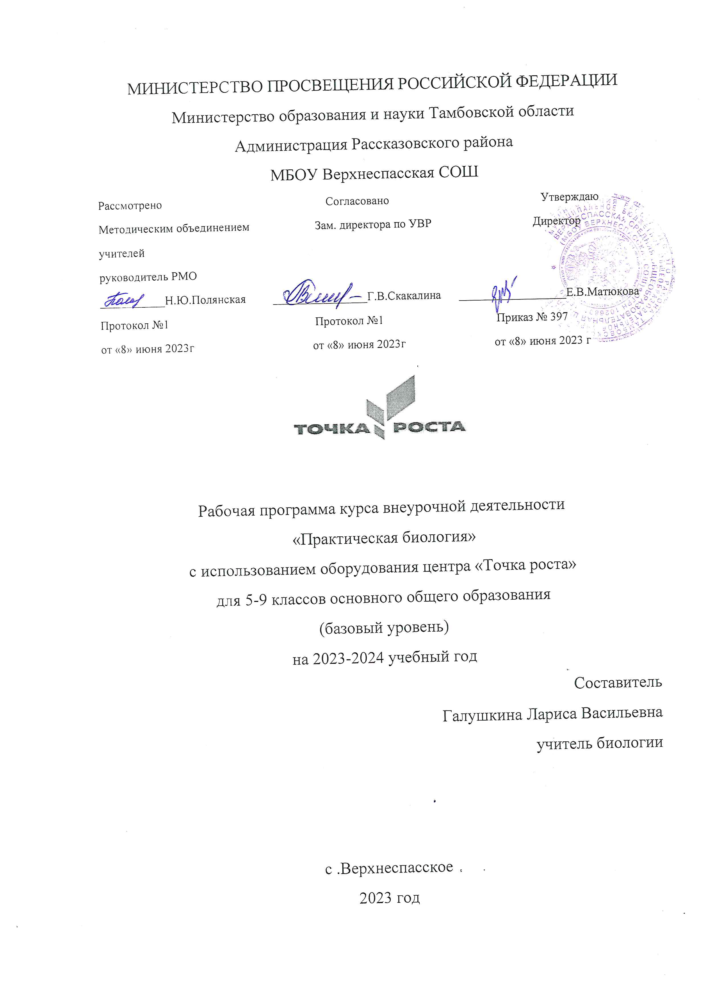 МИНИСТЕРСТВО ПРОСВЕЩЕНИЯ РОССИЙСКОЙ ФЕДЕРАЦИИ
Министерство образования и науки Тамбовской области
Администрация Рассказовского района
МБОУ Верхнеспасская СОШ
Рассмотрено
Методическим объединением
учителей
руководитель РМО
Н.Ю.Полянская
Протокол №1
от «8» июня 2023г
Согласовано
Зам. директора по УВР
Г.В.Скакалина
Протокол №1
от «8» июня 2023г
Утверждаю
Директор
Е.В.Матюкова
Приказ № 397
от «8» июня 2023 г
ТОЧКА РОСТА
Рабочая программа курса внеурочной деятельности
«Практическая биология»
с использованием оборудования центра «Точка роста»
для 5-9 классов основного общего образования
(базовый уровень)
на 2023-2024 учебный год
Составитель
Галушкина Лариса Васильевна
учитель биологии
с .Верхнеспасское
2023 год